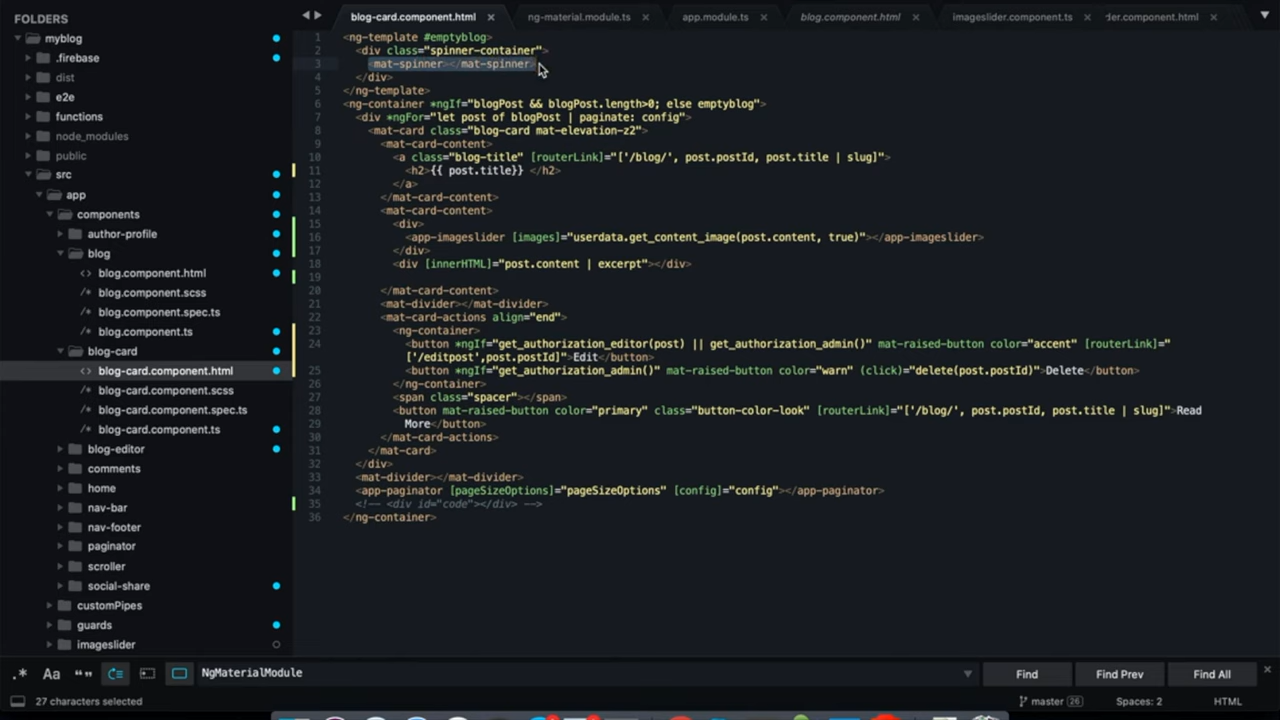 FOLDERS
myblog
.firebase
dist
e2e
functions
node_modules
public
src
app
components
author-profile
blog
<> blog.component.html
/* blog.component.scss
/* blog.component.spec.ts
/* blog.component.ts
blog-card
<> blog-card.component.html
/* blog-card.component.scss
/* blog-card.component.spec.ts
/* blog-card.component.ts
blog-editor
comments
home
nav-bar
nav-footer
paginator
scroller
social-share
customPipes
guards
imageslider
blog-card.component.html × ng-material.module.ts × app.module.ts × blog.component.html × imageslider.component.ts × der.component.html ×
1 <ng-template #emptyblog>
2 <div class="spinner-container">
3 <mat-spinner></mat-spinner>
4 </div>
5 </ng-template>
6 <ng-container *ngIf="blogPost && blogPost.length>0; else emptyblog">
7 <div *ngFor="let post of blogPost | paginate: config">
8 <mat-card class="blog-card mat-elevation-z2">
9 <mat-card-content>
10 <a class="blog-title" [routerLink]="['/blog/', post.postId, post.title | slug]">
11 <h2>{{ post.title}} </h2>
12 </a>
13 </mat-card-content>
14 <mat-card-content>
15 <div>
16 <app-imageslider [images]="userdata.get_content_image(post.content, true)"></app-imageslider>
17 </div>
18 <div [innerHTML]="post.content | excerpt"></div>
19
20 </mat-card-content>
21 <mat-divider></mat-divider>
22 <mat-card-actions align="end">
23 <ng-container>
24 <button *ngIf="get_authorization_editor(post) || get_authorization_admin()" mat-raised-button color="accent" [routerLink]="
['/editpost',post.postId]">Edit</button>
25 <button *ngIf="get_authorization_admin()" mat-raised-button color="warn" (click)="delete(post.postId)">Delete</button>
26 </ng-container>
27 <span class="spacer"></span>
28 <button mat-raised-button color="primary" class="button-color-look" [routerLink]="['/blog/', post.postId, post.title | slug]">Read
29 More</button>
30 </mat-card-actions>
31 </mat-card>
32 </div>
33 <mat-divider></mat-divider>
34 <app-paginator [pageSizeOptions]="pageSizeOptions" [config]="config"></app-paginator>
35 <!-- <div id="code"></div> -->
36 </ng-container>
.* Aa “” NgMaterialModule Find Find Prev Find All ×
27 characters selected master 26 Spaces: 2 HTML